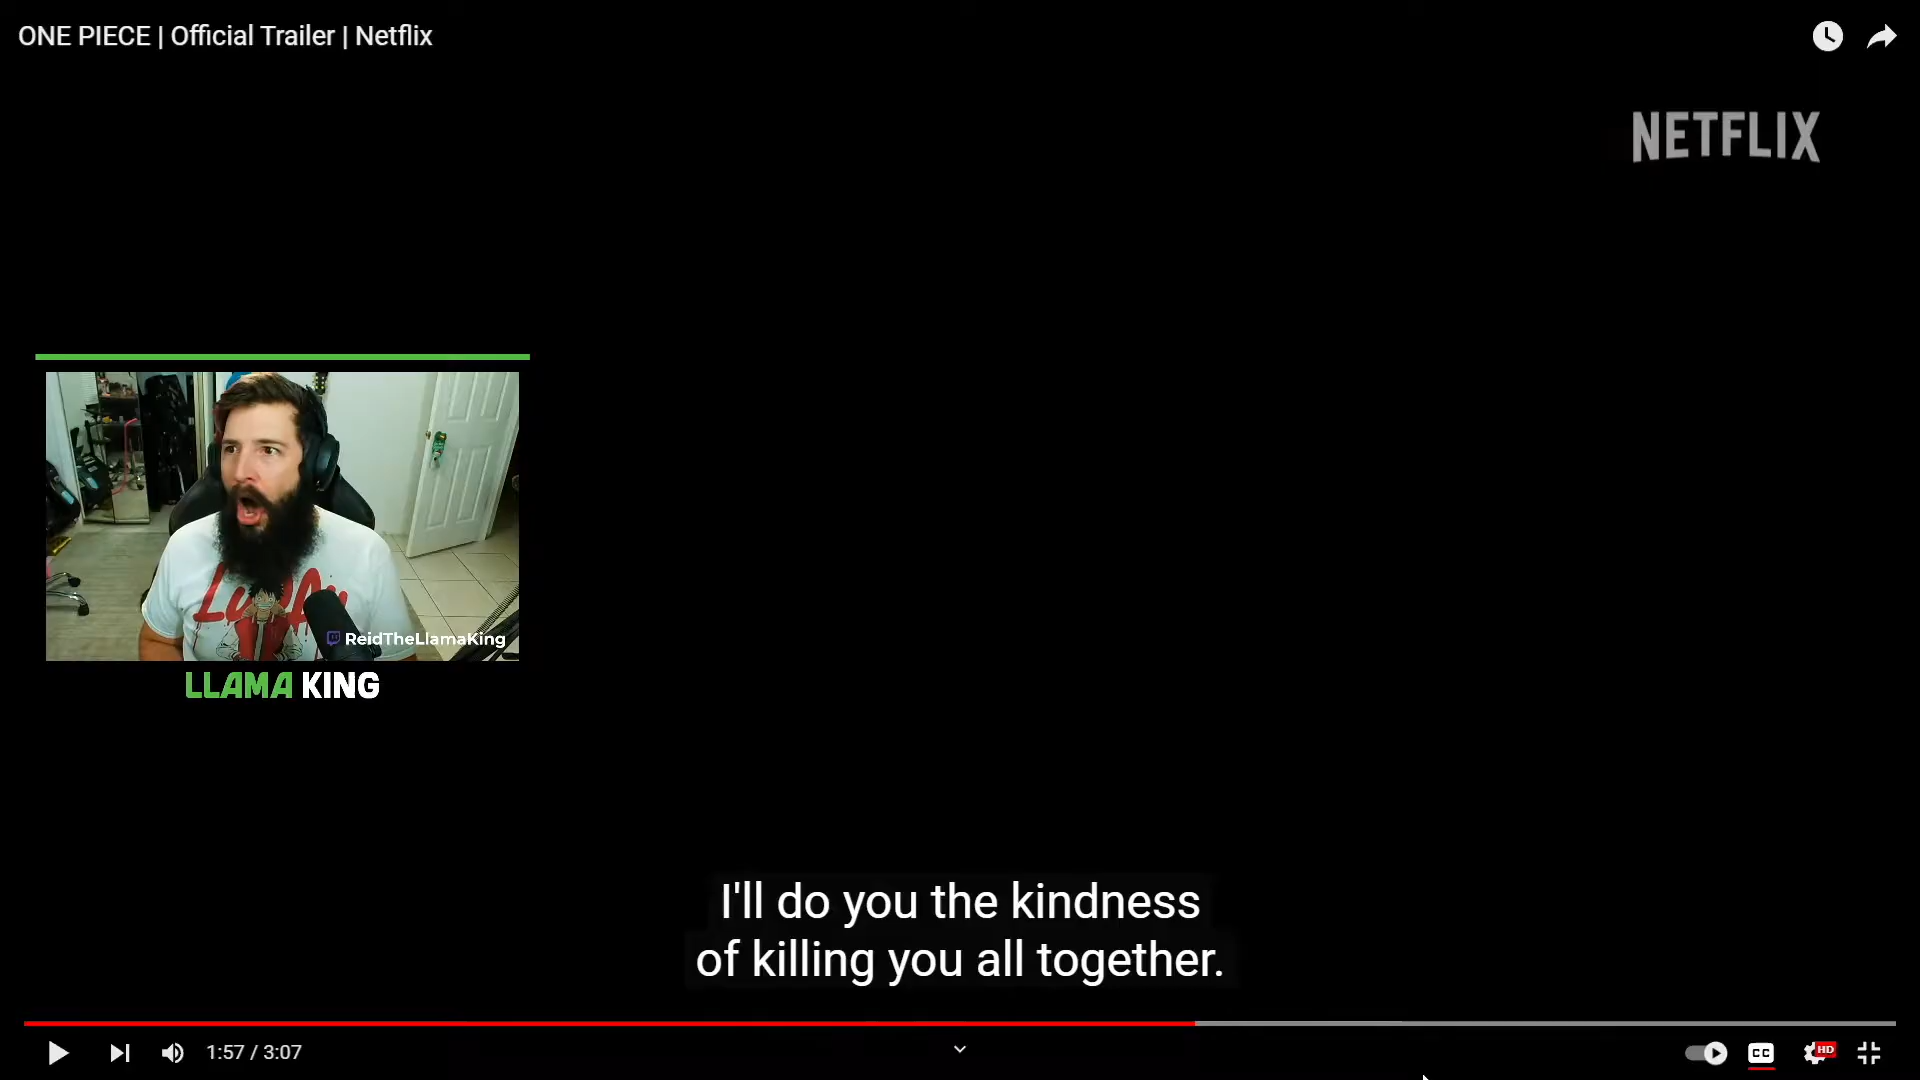 ONE PIECE | Official Trailer | Netflix
NETFLIX
ReidTheLlamaKing
LLAMA KING
I'll do you the kindness
of killing you all together.
1:57 / 3:07
CC
HD